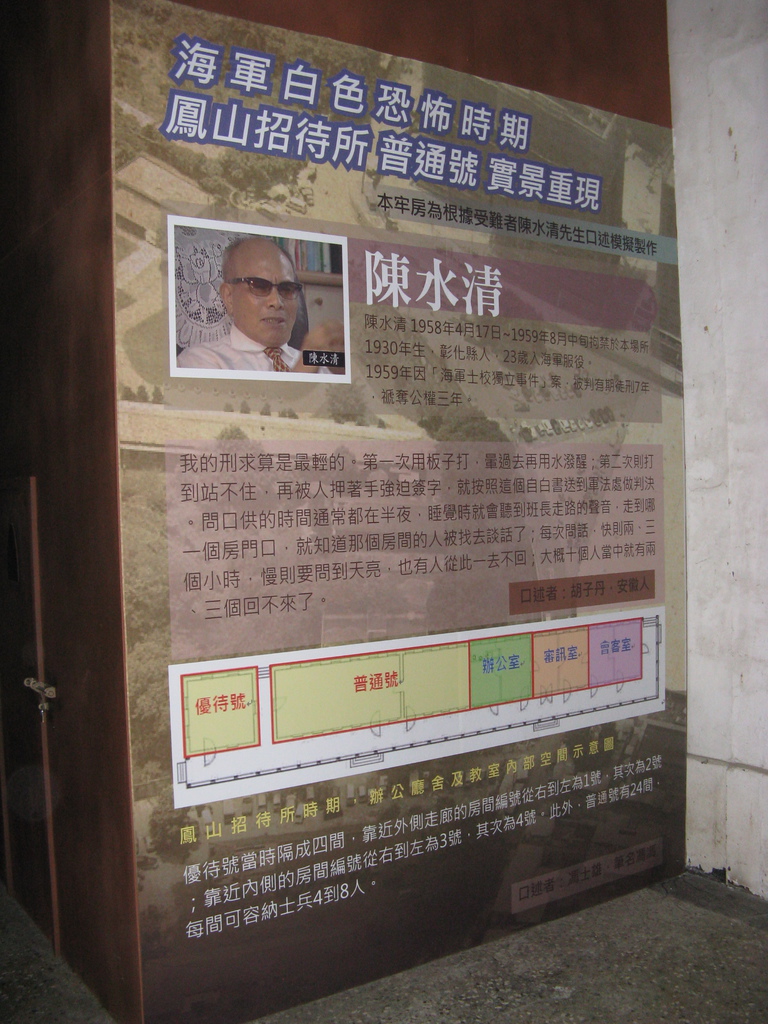 海軍白色恐怖時期
鳳山招待所 普通號 實景重現
本牢房為根據受難者陳水清先生口述模擬製作
陳水清
陳水清
陳水清 1958年4月17日~1959年8月中旬拘禁於本場所
1930年生，彰化縣人，23歲入海軍服役。
1959年因「海軍士校獨立事件」案，被判有期徒刑7年
，褫奪公權三年。
我的刑求算是最輕的。第一次用板子打，暈過去再用水潑醒；第二次則打
到站不住，再被人押著手強迫簽字，就按照這個自白書送到軍法處做判決
。問口供的時間通常都在半夜，睡覺時就會聽到班長走路的聲音，走到哪
一個房門口，就知道那個房間的人被找去談話了；每次問話，快則兩、三
個小時，慢則要問到天亮，也有人從此一去不回；大概十個人當中就有兩
、三個回不來了。
口述者：胡子丹，安徽人
優待號
普通號
辦公室
審訊室
會客室
鳳山招待所時期，辦公廳舍及教室內部空間示意圖
優待號當時隔成四間，靠近外側走廊的房間編號從右到左為1號，其次為2號
；靠近內側的房間編號從右到左為3號，其次為4號。此外，普通號有24間，
每間可容納士兵4到8人。
口述者：馮士雄，筆名馮馮